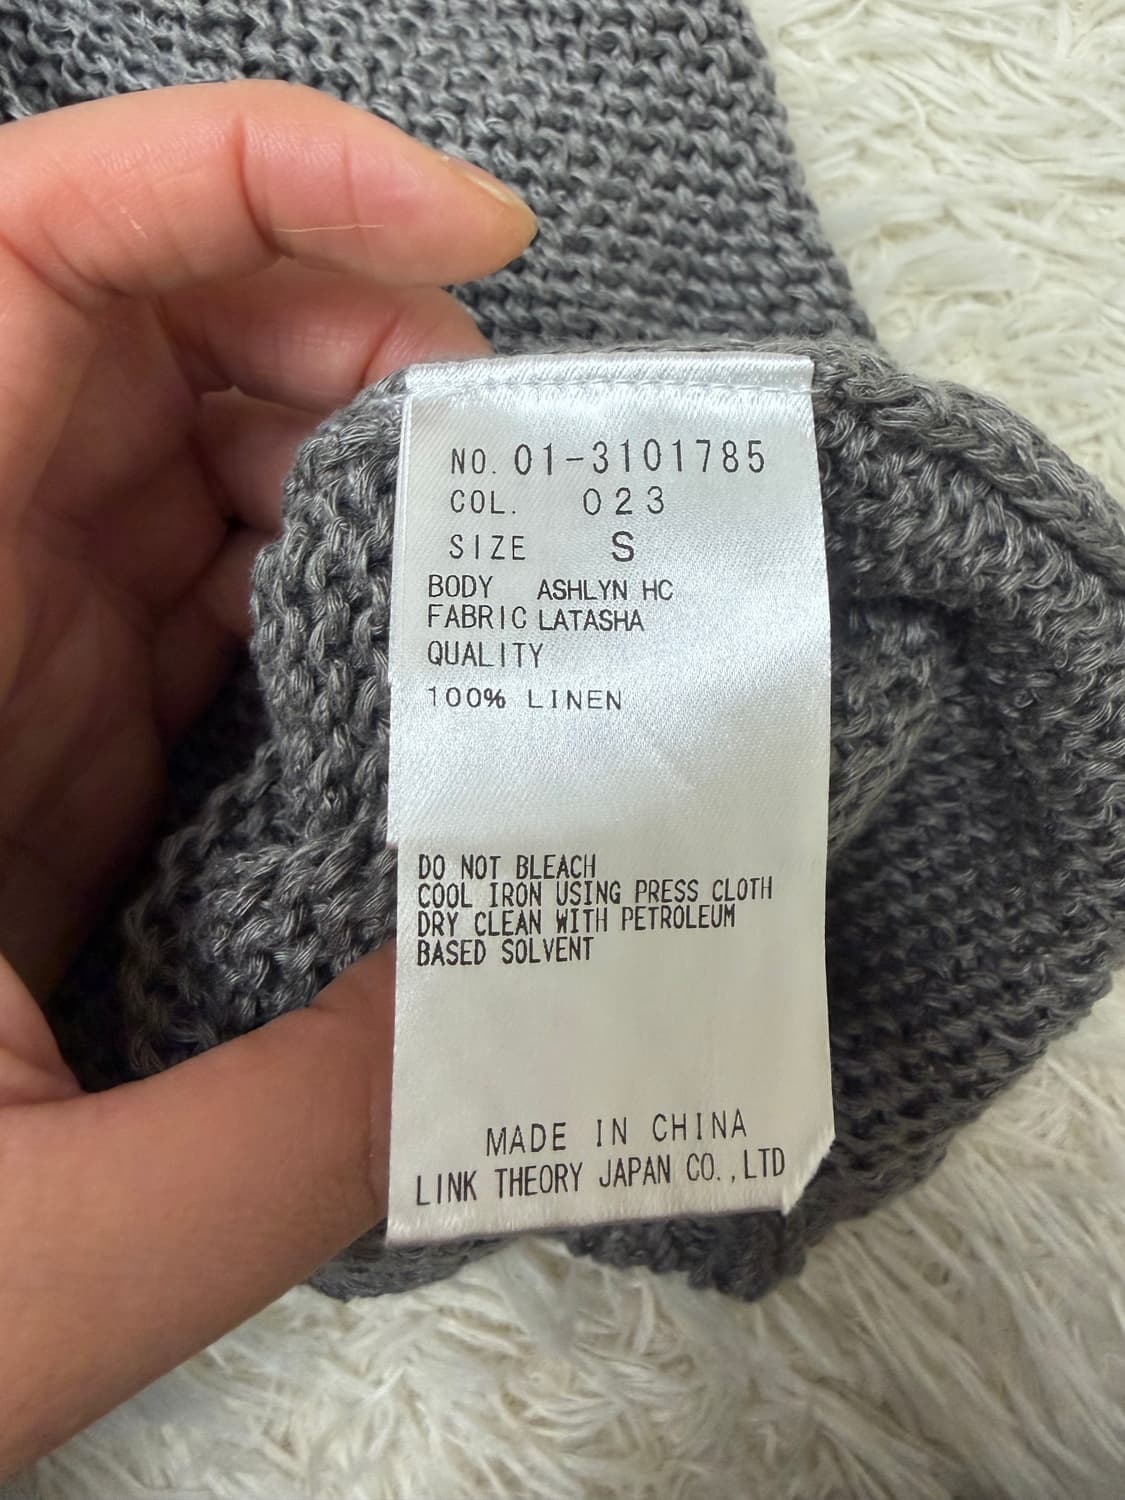 NO. 01-3101785
COL. 023
SIZE S
BODY ASHLYN HC
FABRIC LATASHA
QUALITY
100% LINEN
DO NOT BLEACH
COOL IRON USING PRESS CLOTH
DRY CLEAN WITH PETROLEUM
BASED SOLVENT
MADE IN CHINA
LINK THEORY JAPAN CO.,LTD